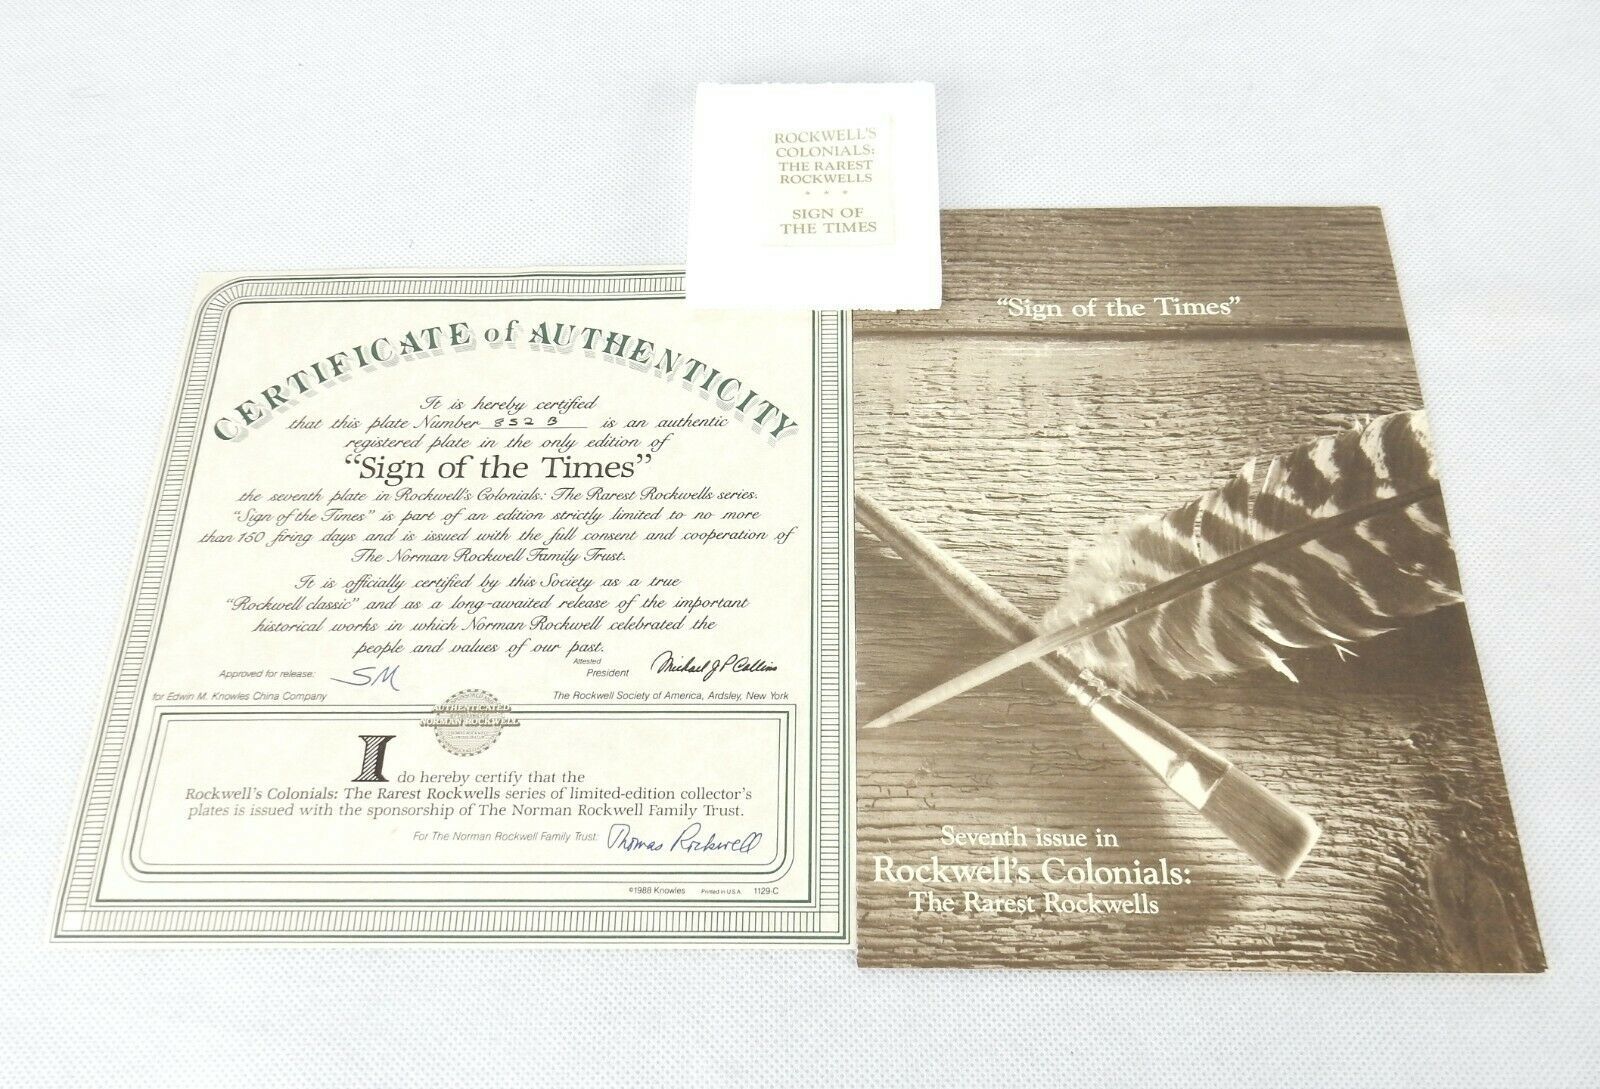 ROCKWELL'S
COLONIALS:
THE RAREST
ROCKWELLS
* * *
SIGN OF
THE TIMES
CERTIFICATE of AUTHENTICITY
It is hereby certified
that this plate Number 852 B is an authentic
registered plate in the only edition of
“Sign of the Times”
the seventh plate in Rockwell's Colonials: The Rarest Rockwells series.
“Sign of the Times” is part of an edition strictly limited to no more
than 150 firing days and is issued with the full consent and cooperation of
The Norman Rockwell Family Trust.
It is officially certified by this Society as a true
“Rockwell classic” and as a long-awaited release of the important
historical works in which Norman Rockwell celebrated the
people and values of our past.
Approved for release: SM
Attested
President Michael J P Collins
for Edwin M. Knowles China Company
The Rockwell Society of America, Ardsley, New York
AUTHENTICATED
NORMAN ROCKWELL
I do hereby certify that the
Rockwell's Colonials: The Rarest Rockwells series of limited-edition collector's
plates is issued with the sponsorship of The Norman Rockwell Family Trust.
For The Norman Rockwell Family Trust: Thomas Rockwell
©1988 Knowles Printed in U.S.A. 1129-C
“Sign of the Times”
Seventh issue in
Rockwell's Colonials:
The Rarest Rockwells